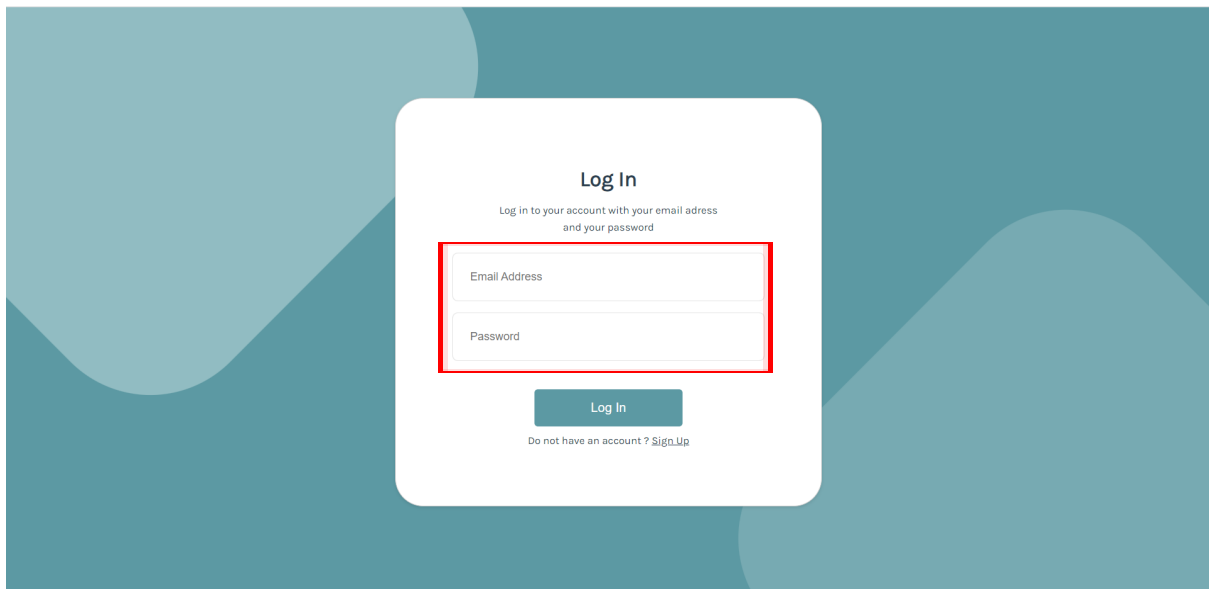 Log In
Log in to your account with your email adress
and your password
Email Address
Password
Log In
Do not have an account ? Sign Up